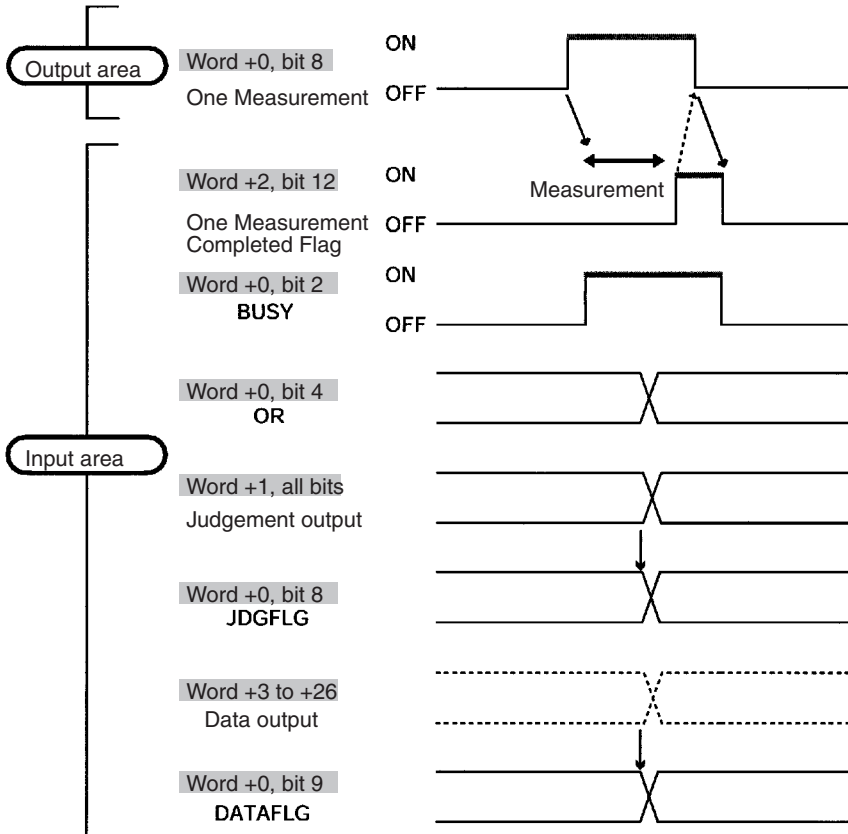 ON
Output area
Word +0, bit 8
One Measurement
OFF
Word +2, bit 12
ON
Measurement
One Measurement
Completed Flag
OFF
Word +0, bit 2
ON
BUSY
OFF
Word +0, bit 4
OR
Input area
Word +1, all bits
Judgement output
Word +0, bit 8
JDGFLG
Word +3 to +26
Data output
Word +0, bit 9
DATAFLG